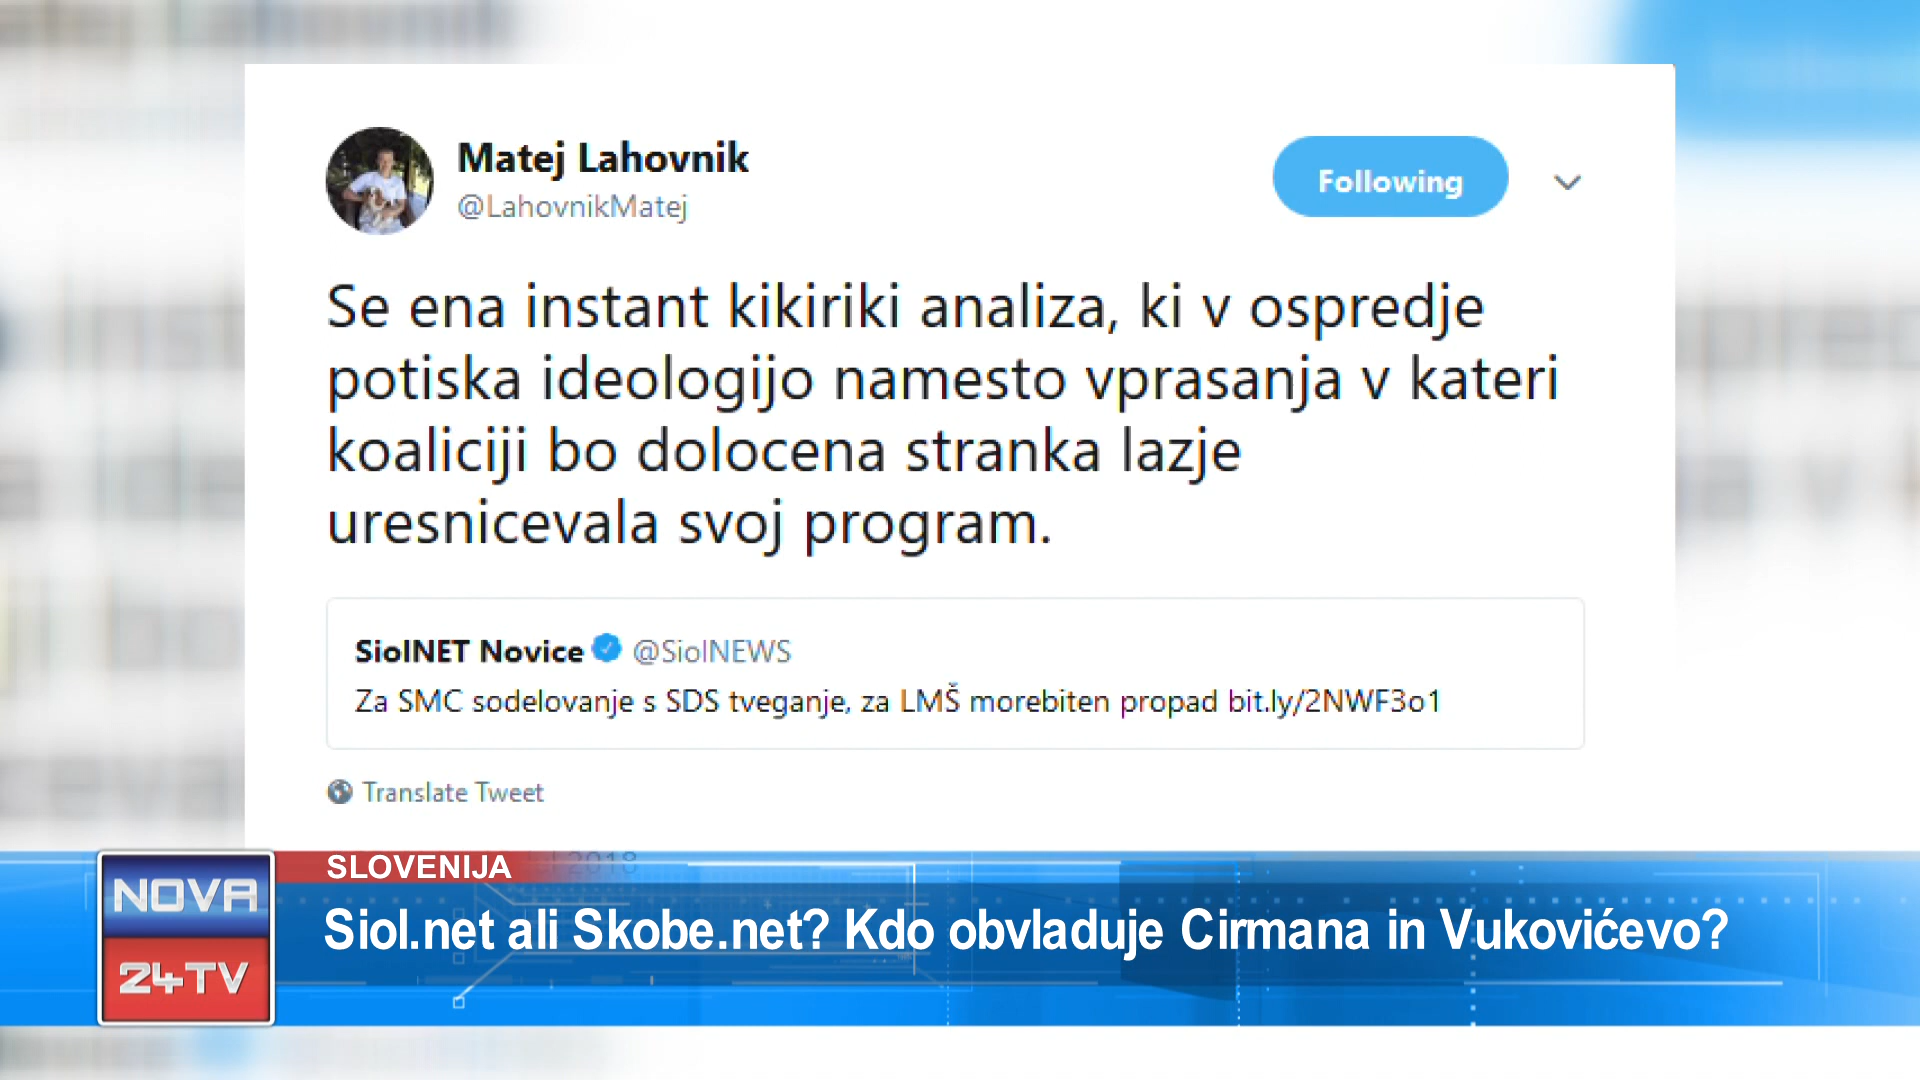 Matej Lahovnik
@LahovnikMatej
Following
Se ena instant kikiriki analiza, ki v ospredje
potiska ideologijo namesto vprasanja v kateri
koaliciji bo dolocena stranka lazje
uresnicevala svoj program.
SiolNET Novice @SiolNEWS
Za SMC sodelovanje s SDS tveganje, za LMŠ morebiten propad bit.ly/2NWF3o1
Translate Tweet
2018
SLOVENIJA
NOVA
24TV
Siol.net ali Skobe.net? Kdo obvladuje Cirmana in Vukovićevo?